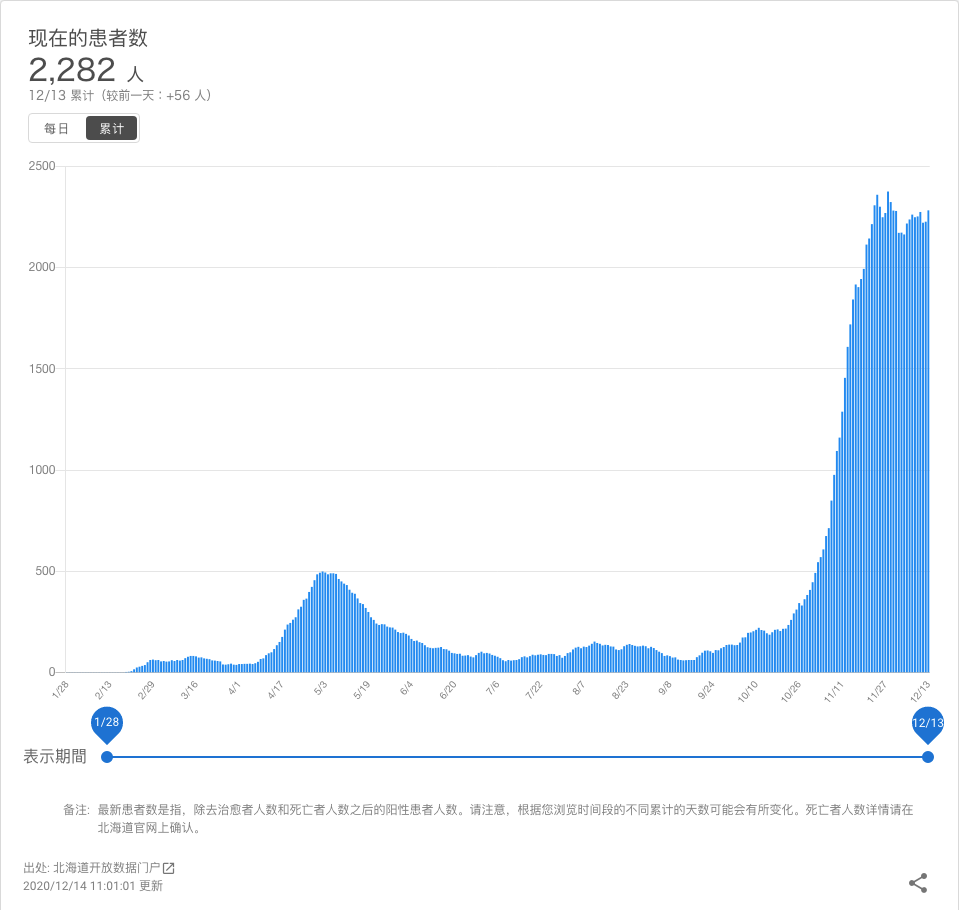 现在的患者数
2,282 人
12/13 累计（较前一天：+56 人）
每日 累计
2500
2000
1500
1000
500
0
1/28 2/13 2/29 3/16 4/1 4/17 5/3 5/19 6/4 6/20 7/6 7/22 8/7 8/23 9/8 9/24 10/10 10/26 11/11 11/27 12/13
1/28 12/13
表示期間
备注: 最新患者数是指，除去治愈者人数和死亡者人数之后的阳性患者人数。请注意，根据您浏览时间段的不同累计的天数可能会有所变化。死亡者人数详情请在
北海道官网上确认。
出处: 北海道开放数据门户
2020/12/14 11:01:01 更新